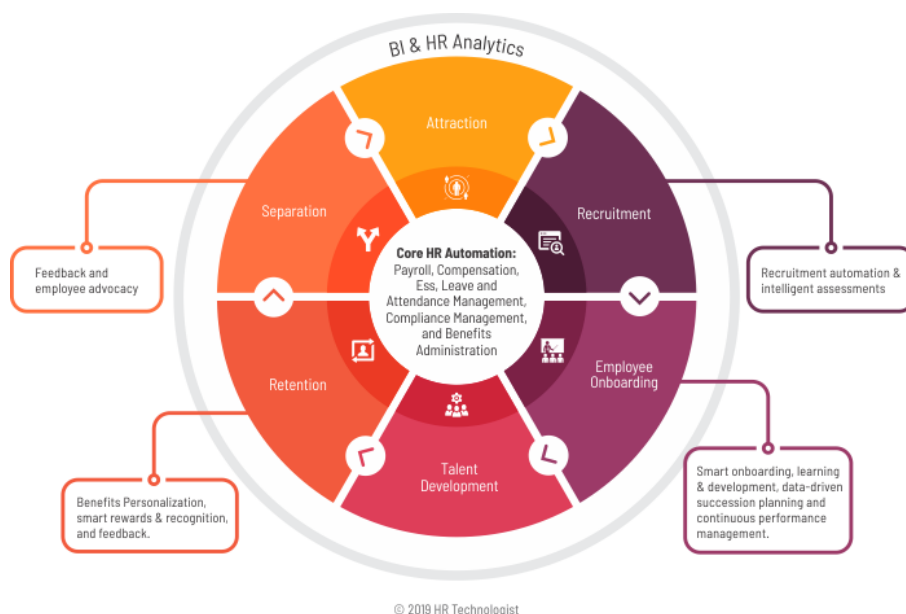 BI & HR Analytics
Attraction
Recruitment
Employee
Onboarding
Talent
Development
Retention
Separation
Core HR Automation:
Payroll, Compensation,
Ess, Leave and
Attendance Management,
Compliance Management,
and Benefits
Administration
Feedback and
employee advocacy
Recruitment automation &
intelligent assessments
Benefits Personalization,
smart rewards & recognition,
and feedback.
Smart onboarding, learning
& development, data-driven
succession planning and
continuous performance
management.
© 2019 HR Technologist